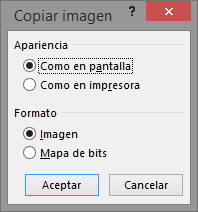 Copiar imagen ? ×
Apariencia
Como en pantalla
Como en impresora
Formato
Imagen
Mapa de bits
Aceptar Cancelar